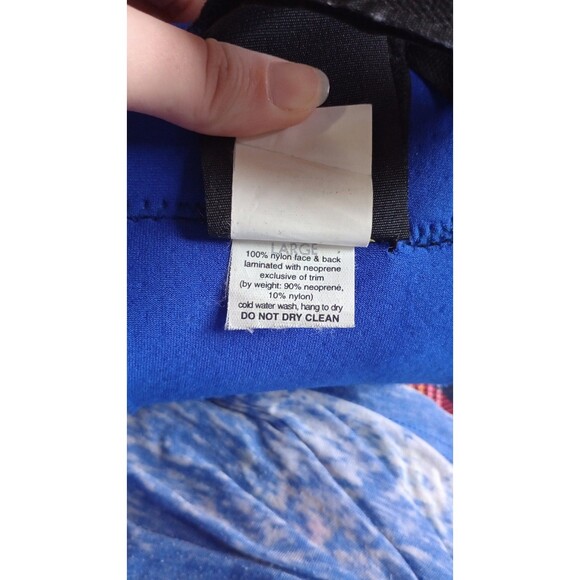 LARGE
100% nylon face & back
laminated with neoprene
exclusive of trim
(by weight: 90% neoprene,
10% nylon)
cold water wash, hang to dry
DO NOT DRY CLEAN